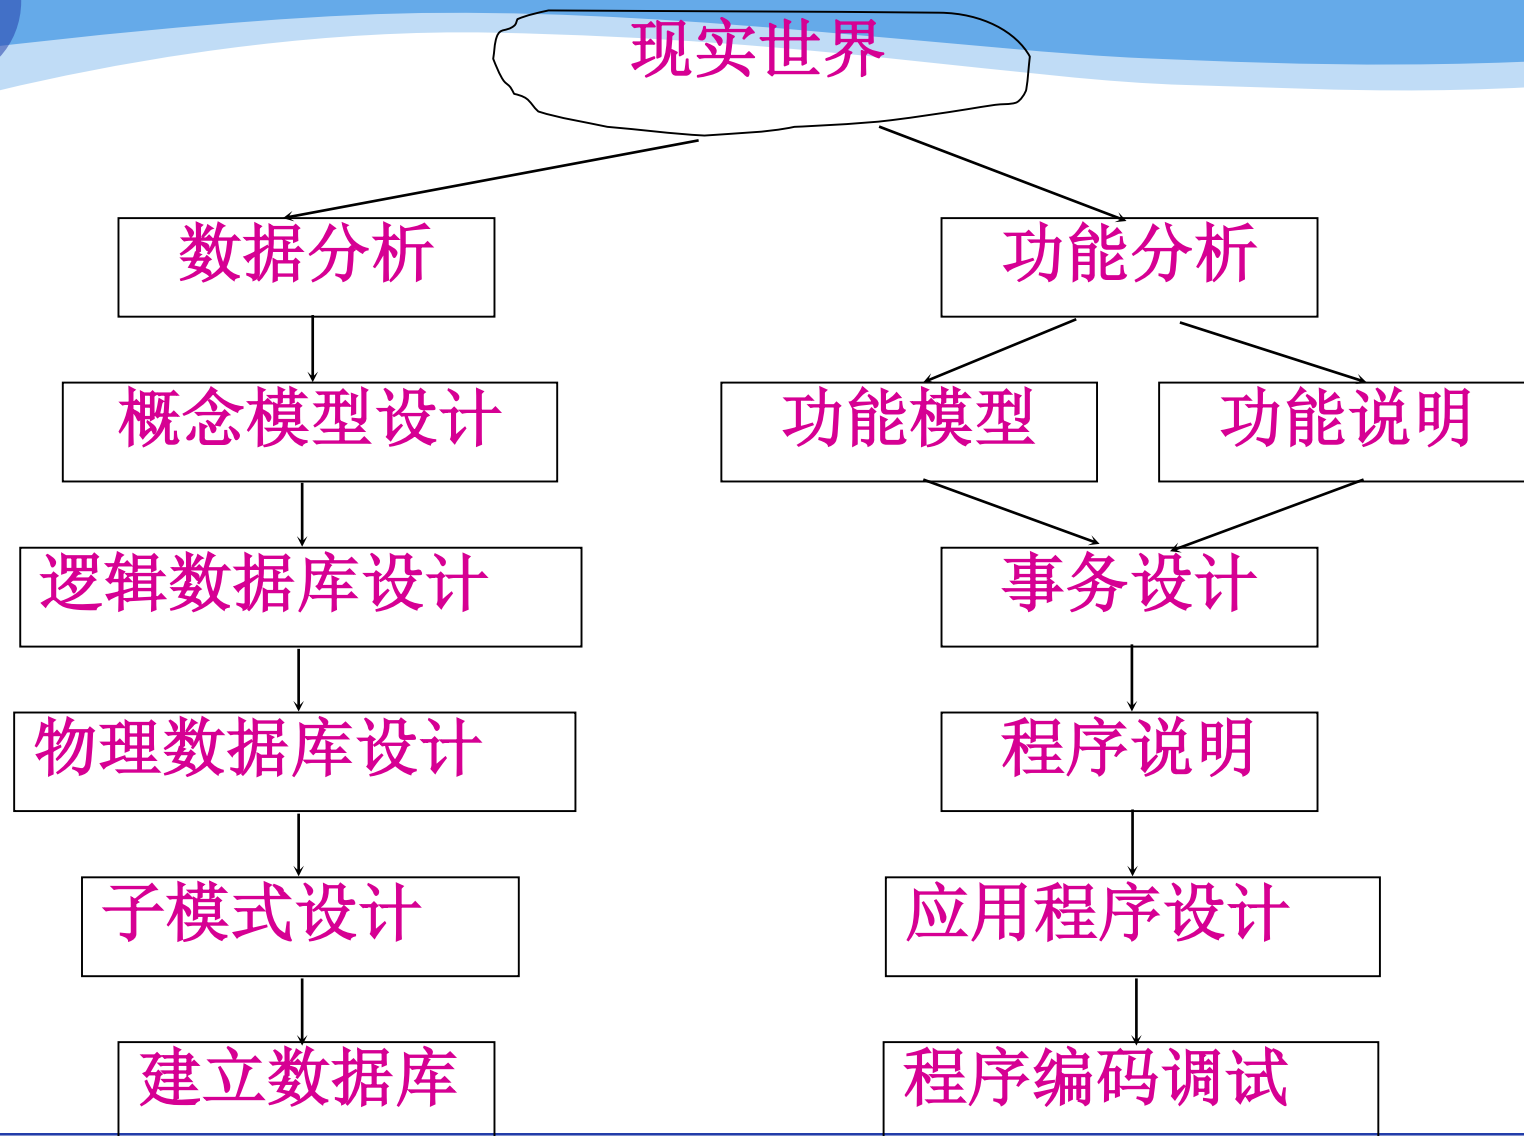 现实世界
数据分析
功能分析
概念模型设计
功能模型
功能说明
逻辑数据库设计
事务设计
物理数据库设计
程序说明
子模式设计
应用程序设计
建立数据库
程序编码调试